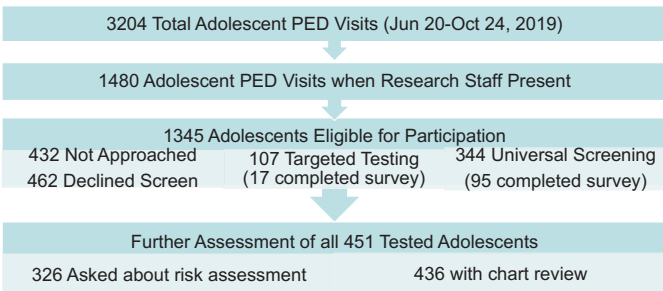 3204 Total Adolescent PED Visits (Jun 20-Oct 24, 2019)
1480 Adolescent PED Visits when Research Staff Present
1345 Adolescents Eligible for Participation
432 Not Approached
462 Declined Screen
107 Targeted Testing
(17 completed survey)
344 Universal Screening
(95 completed survey)
Further Assessment of all 451 Tested Adolescents
326 Asked about risk assessment
436 with chart review